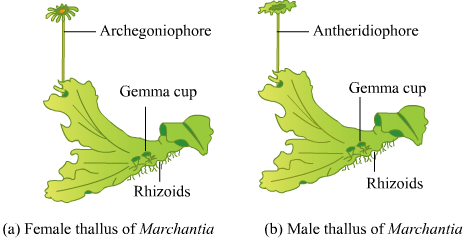 Archegoniophore
Gemma cup
Rhizoids
(a) Female thallus of Marchantia
Antheridiophore
Gemma cup
Rhizoids
(b) Male thallus of Marchantia